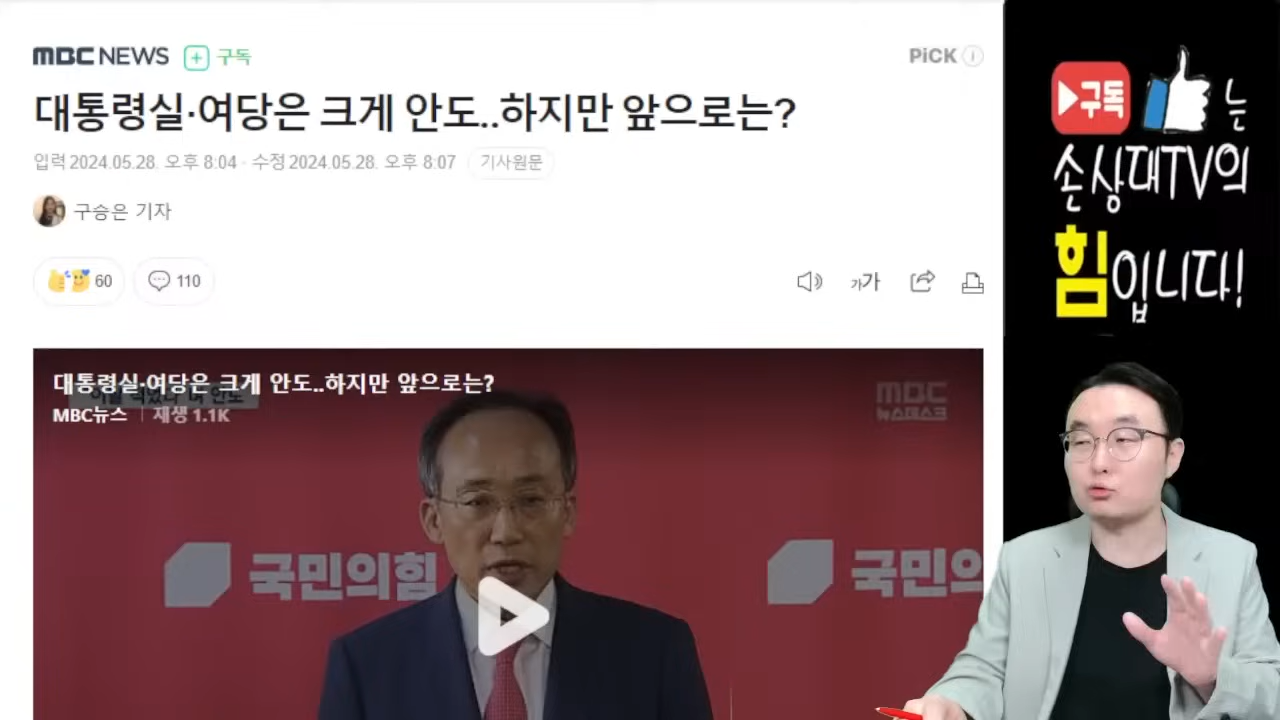 MBC NEWS 구독
PiCK
대통령실·여당은 크게 안도..하지만 앞으로는?
입력 2024.05.28. 오후 8:04 · 수정 2024.05.28. 오후 8:07 기사원문
구승은 기자
60 110
가가
대통령실·여당은 크게 안도..하지만 앞으로는?
MBC뉴스 재생 1.1K
MBC
뉴스데스크
국민의힘 국민의
구독 는
손상대TV의
힘입니다!